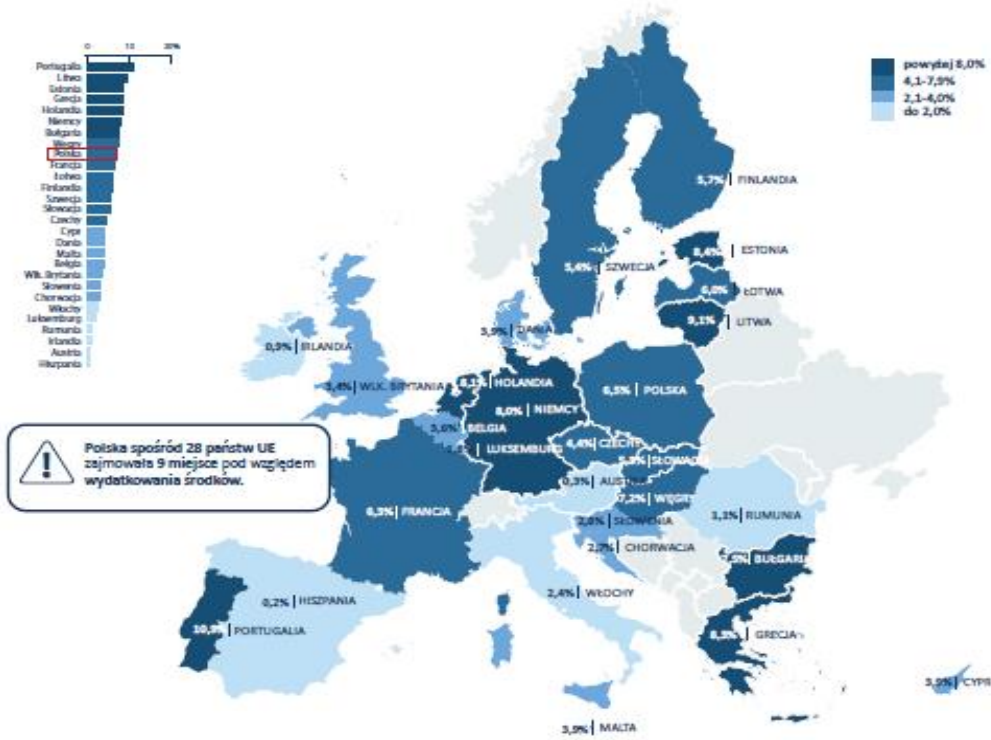 0 10 20%
Portugalia
Litwa
Estonia
Grecja
Holandia
Niemcy
Bułgaria
Węgry
Polska
Francja
Łotwa
Finlandia
Szwecja
Słowacja
Czechy
Cypr
Dania
Malta
Belgia
Wlk. Brytania
Słowenia
Chorwacja
Włochy
Luksemburg
Rumunia
Irlandia
Austria
Hiszpania
powyżej 8,0%
4,1-7,9%
2,1-4,0%
do 2,0%
5,7% FINLANDIA
8,4% ESTONIA
5,4% SZWECJA
6,0% ŁOTWA
9,1% LITWA
3,9% DANIA
0,9% IRLANDIA
3,4% WLK. BRYTANIA
8,1% HOLANDIA
6,5% POLSKA
8,0% NIEMCY
3,6% BELGIA
LUKSEMBURG
4,4% CZECHY
SŁOWACJA
0,3% AUSTRIA
7,2% WĘGRY
6,3% FRANCJA
SŁOWENIA
1,1% RUMUNIA
2,7% CHORWACJA
BUŁGARIA
2,4% WŁOCHY
0,2% HISZPANIA
PORTUGALIA
8,3% GRECJA
3,9% CYPR
3,9% MALTA
!
Polska spośród 28 państw UE
zajmowała 9 miejsce pod względem
wydatkowania środków.